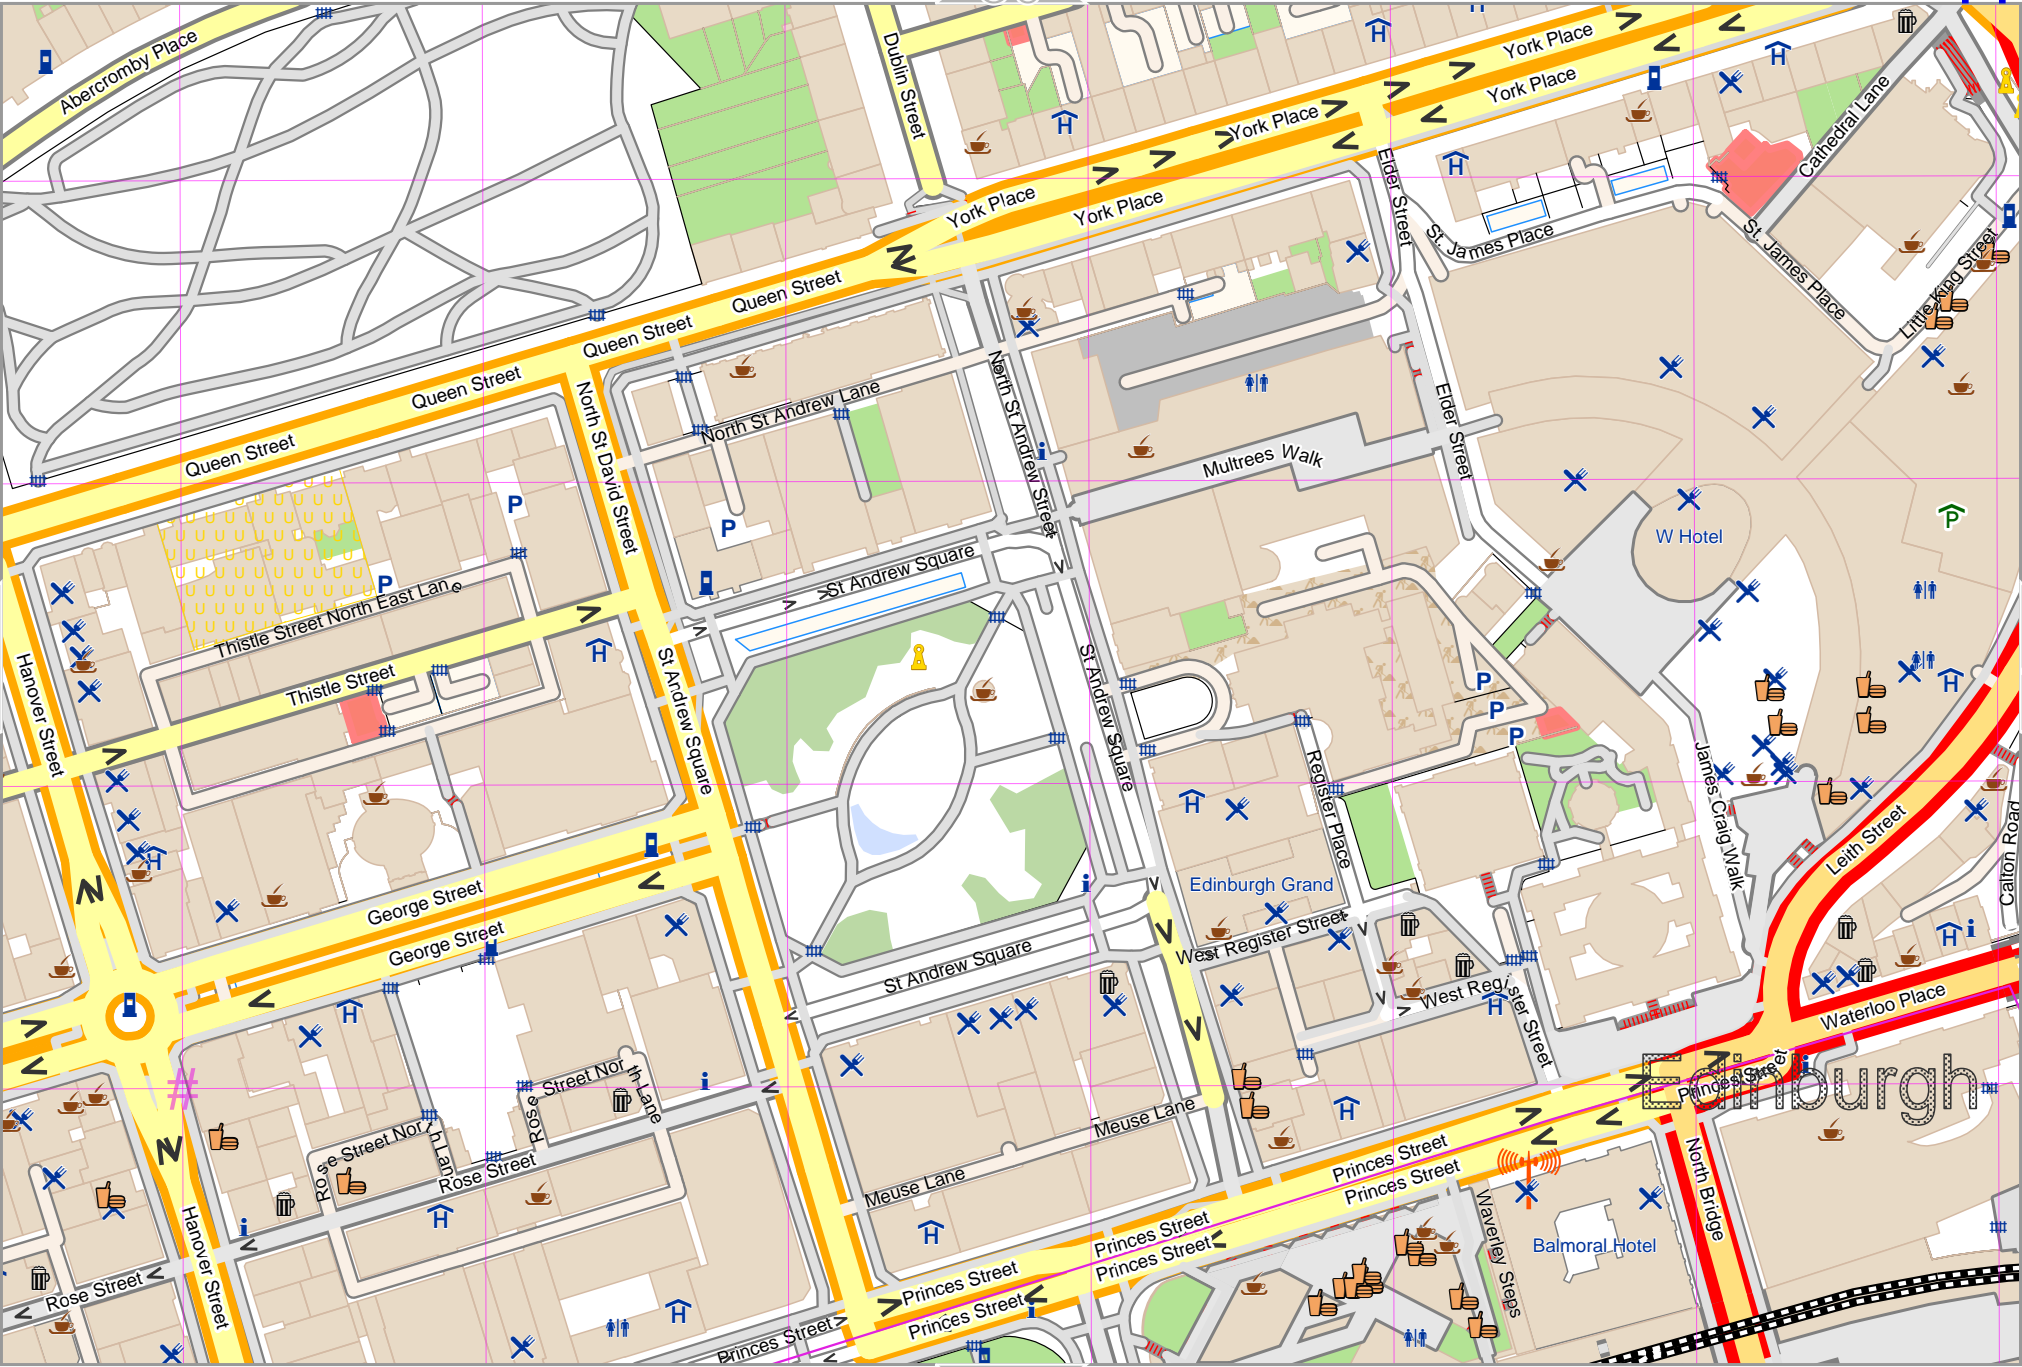 Abercromby Place
Dublin Street
York Place
York Place
York Place
York Place
York Place
Cathedral Lane
Elder Street
St. James Place
St. James Place
Little King Street
Queen Street
Queen Street
Queen Street
Queen Street
North St Andrew Lane
North St Andrew Street
North St Andrew Street
North St David Street
Elder Street
Multrees Walk
P
P
P
P
W Hotel
St Andrew Square
Thistle Street North East Lane
Thistle Street
Hanover Street
St Andrew Square
St Andrew Square
P
P
P
Register Place
James Craig Walk
Leith Street
Calton Road
George Street
George Street
Edinburgh Grand
West Register Street
St Andrew Square
West Register Street
Waterloo Place
Edinburgh
Princes Street
#
Rose Street North Lane
Rose Street North Lane
Rose Street
Meuse Lane
Meuse Lane
Princes Street
Princes Street
North Bridge
Waverley Steps
Balmoral Hotel
Hanover Street
Rose Street
Princes Street
Princes Street
Princes Street
Princes Street
Princes Street